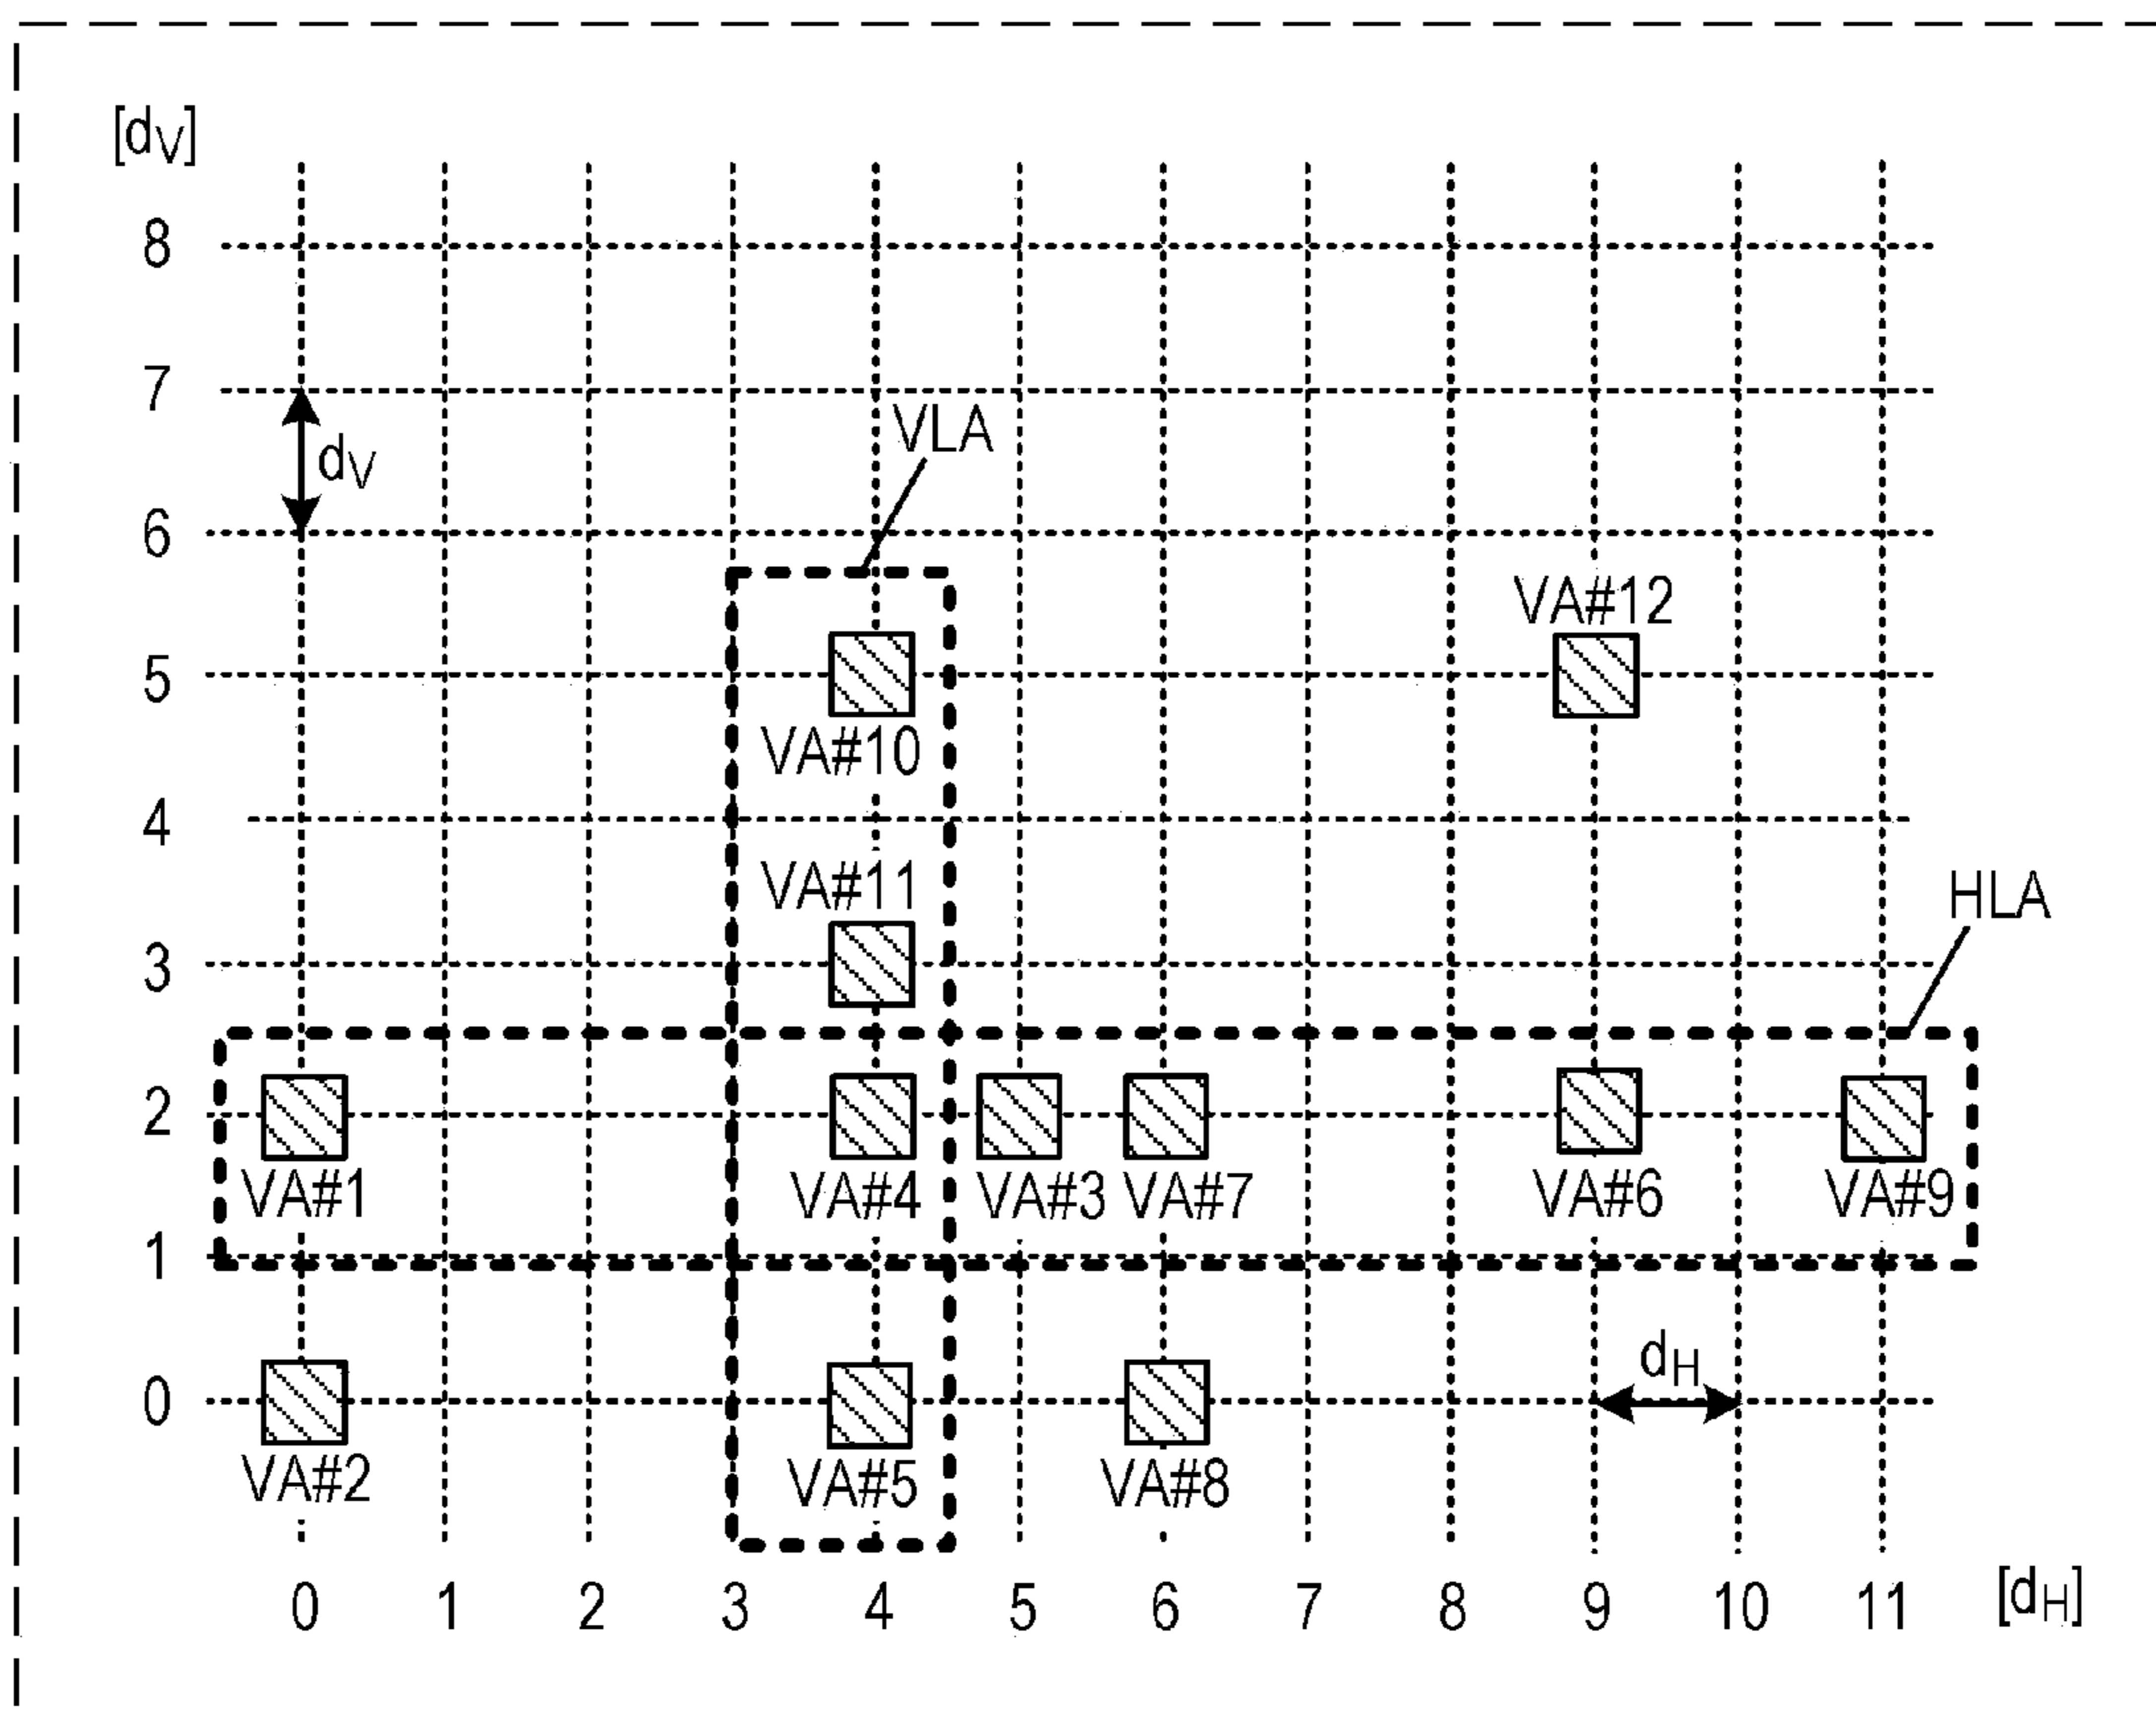 [dV]
8
7
VLA
dV
6
VA#12
5
VA#10
4
VA#11
HLA
3
2
VA#1 VA#4 VA#3 VA#7 VA#6 VA#9
1
dH
0
VA#2 VA#5 VA#8
0 1 2 3 4 5 6 7 8 9 10 11 [dH]